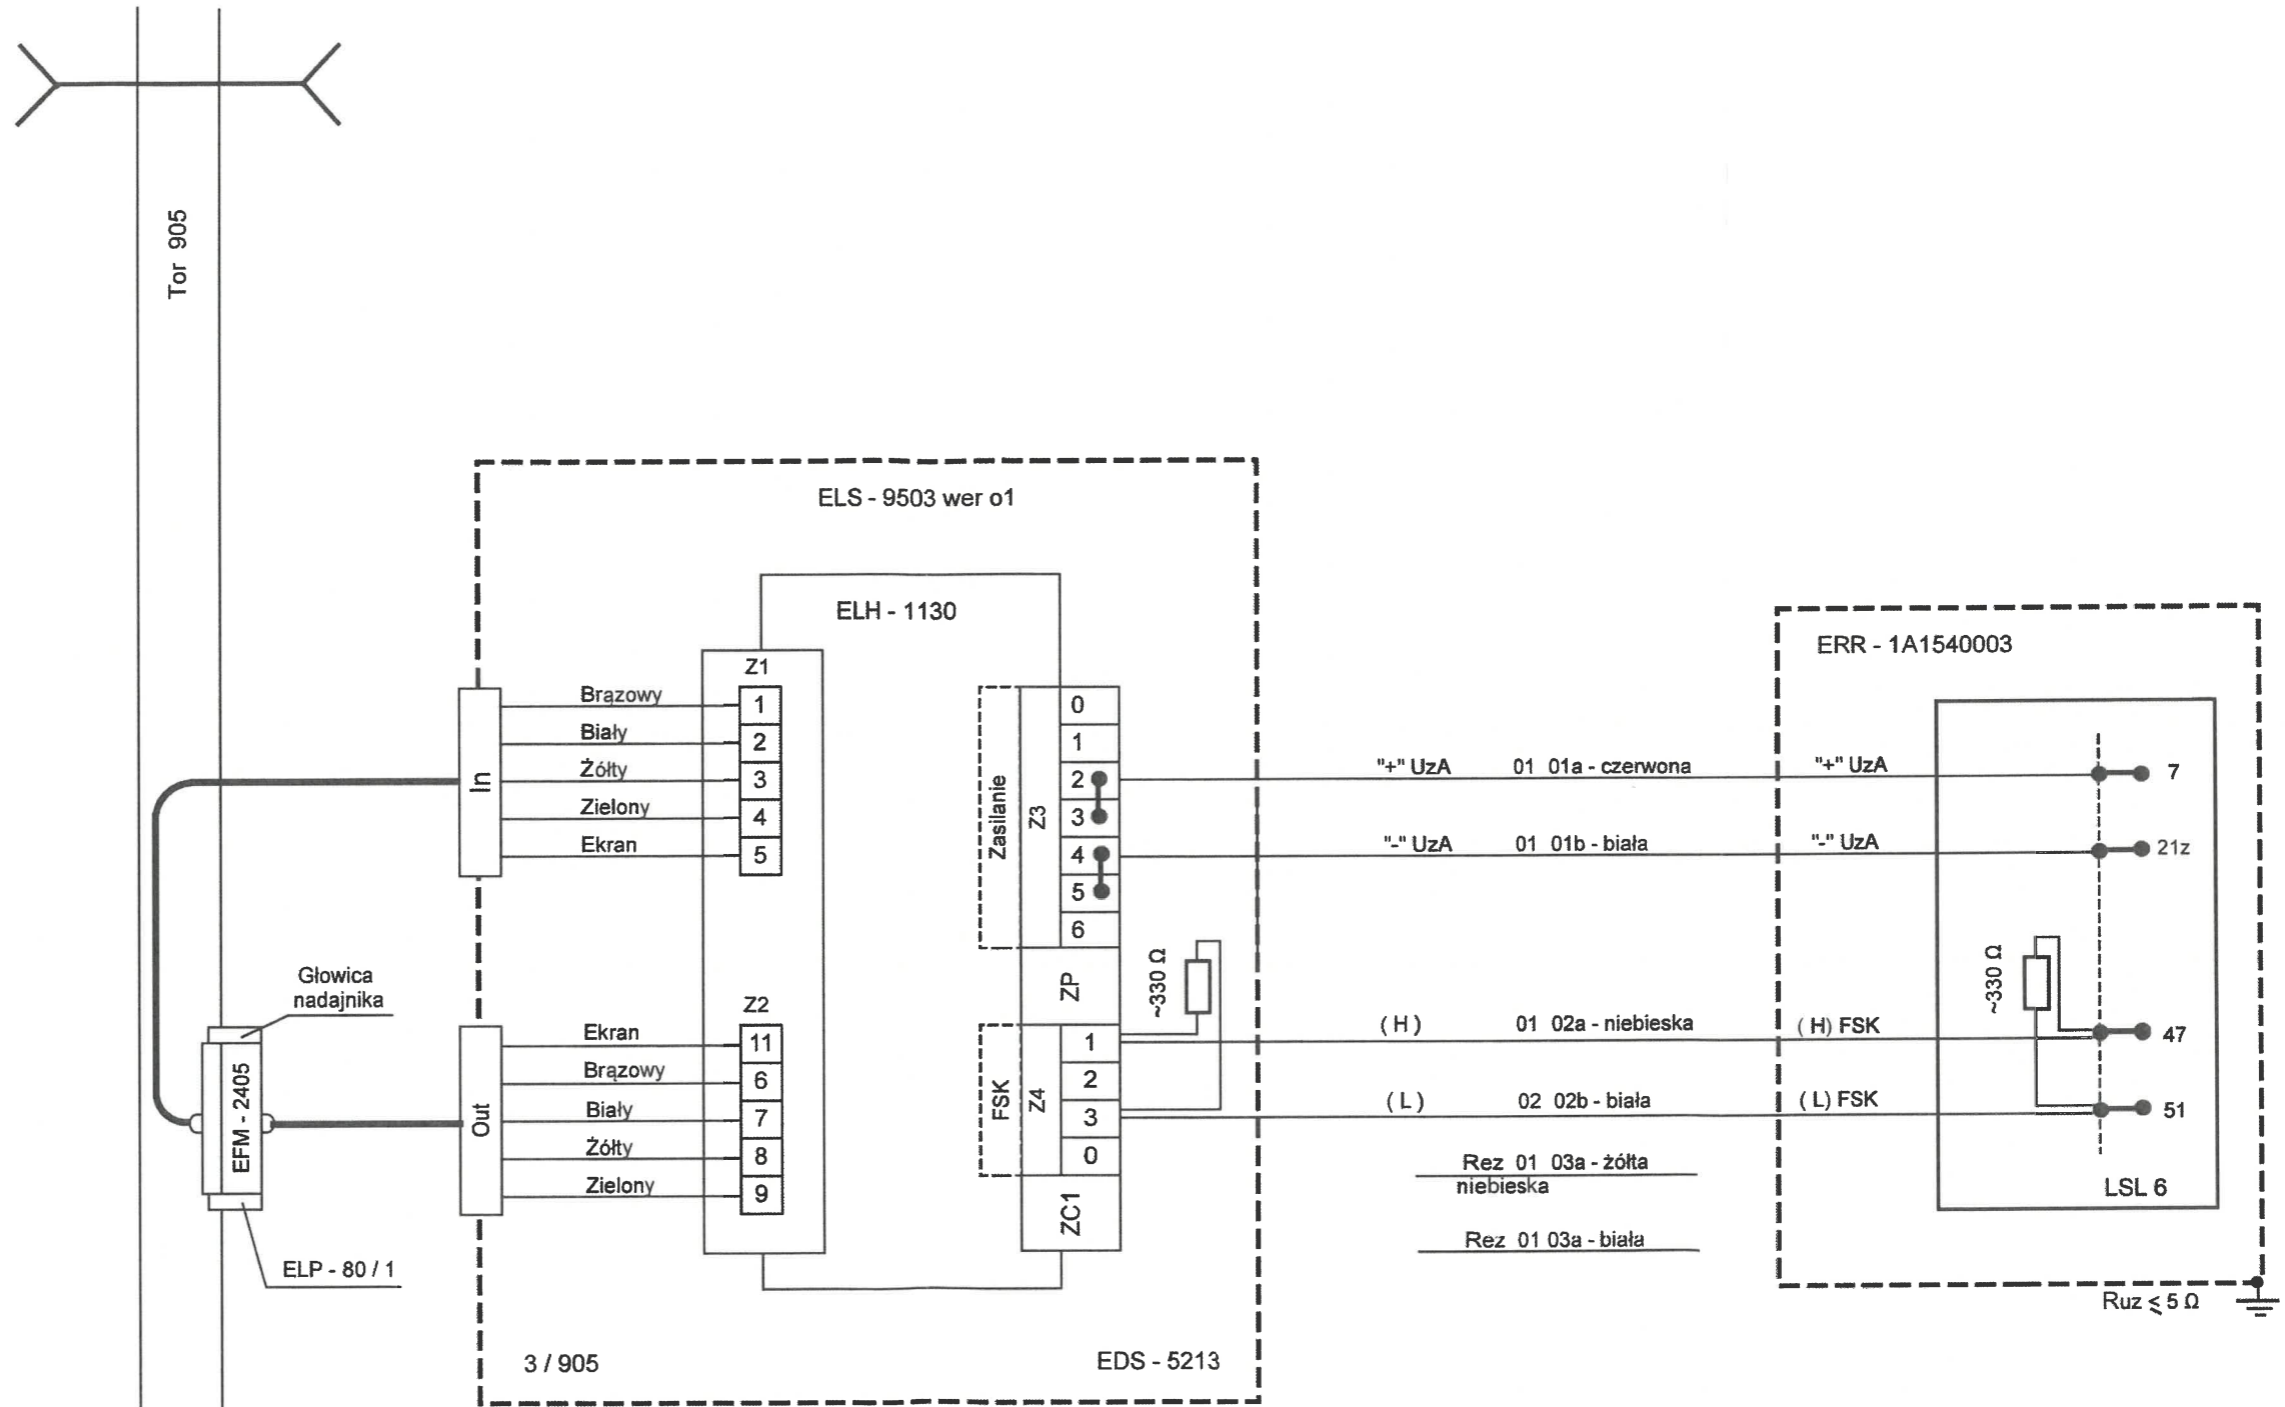 Tor 905
ELS - 9503 wer o1
ELH - 1130
ERR - 1A1540003
Z1
In
Brązowy 1
Biały 2
Żółty 3
Zielony 4
Ekran 5
Głowica
nadajnika
EFM - 2405
ELP - 80 / 1
Z2
Out
Ekran 11
Brązowy 6
Biały 7
Żółty 8
Zielony 9
Zasilanie
Z3
0
1
2
3
4
5
6
ZP
~330 Ω
FSK
Z4
1
2
3
0
ZC1
"+" UzA 01 01a - czerwona "+" UzA 7
"-" UzA 01 01b - biała "-" UzA 21z
~330 Ω
( H ) 01 02a - niebieska ( H) FSK 47
( L ) 02 02b - biała ( L) FSK 51
Rez 01 03a - żółta
niebieska
Rez 01 03a - biała
LSL 6
Ruz ≤ 5 Ω
3 / 905
EDS - 5213